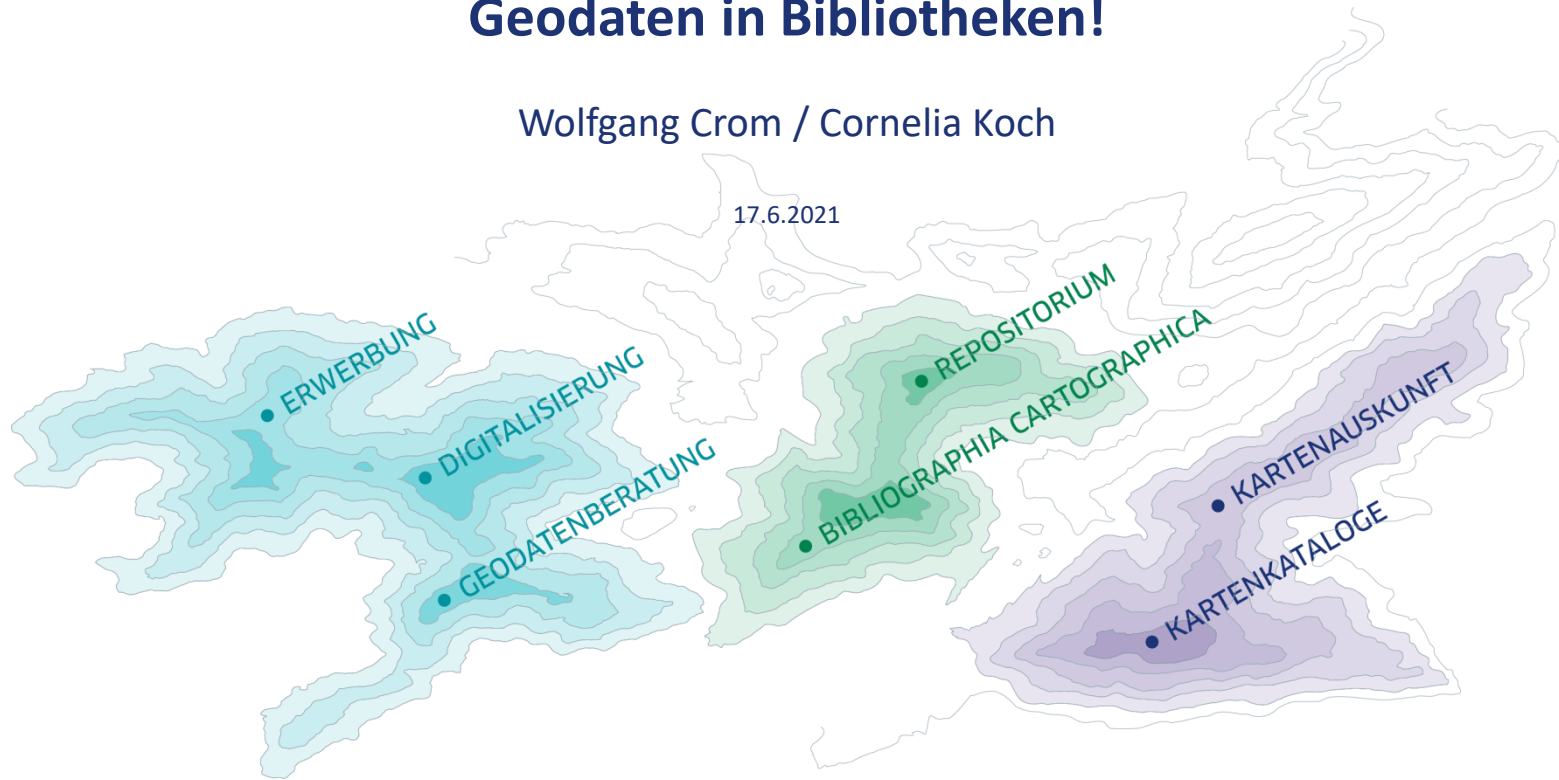 Geodaten in Bibliotheken!
Wolfgang Crom / Cornelia Koch
17.6.2021
ERWERBUNG
DIGITALISIERUNG
GEODATENBERATUNG
REPOSITORIUM
BIBLIOGRAPHIA CARTOGRAPHICA
KARTENAUSKUNFT
KARTENKATALOGE